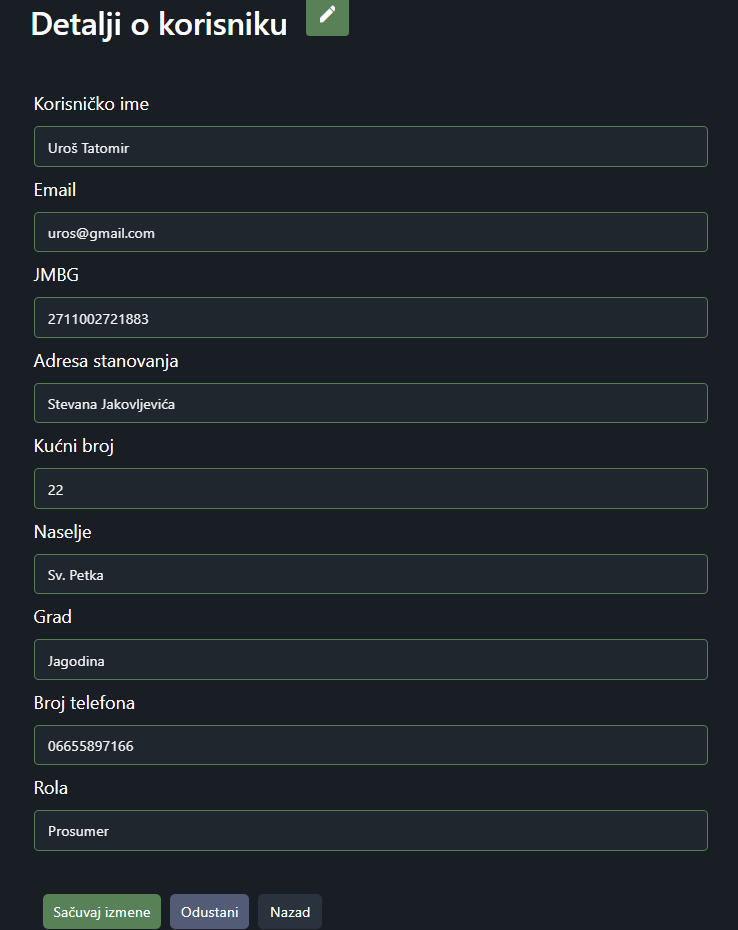 Detalji o korisniku
Korisničko ime
Uroš Tatomir
Email
uros@gmail.com
JMBG
2711002721883
Adresa stanovanja
Stevana Jakovljevića
Kućni broj
22
Naselje
Sv. Petka
Grad
Jagodina
Broj telefona
06655897166
Rola
Prosumer
Sačuvaj izmene
Odustani
Nazad